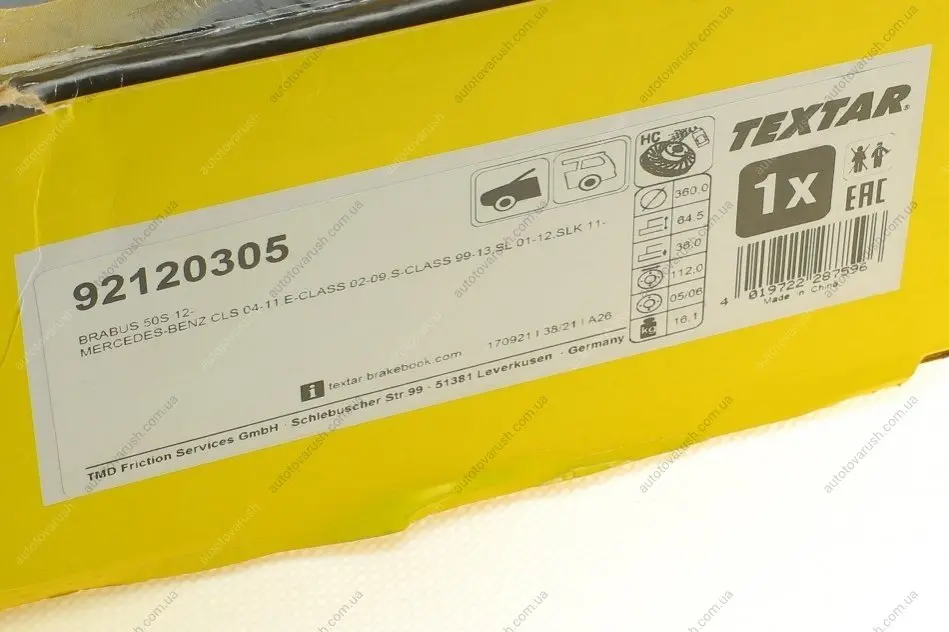 TEXTAR®
HC
1x
EAC
360.0
64.5
36.0
112.0
05/06
kg 16.1
4 019722 287596
Made in China
92120305
BRABUS 50S 12-
MERCEDES-BENZ CLS 04-11 E-CLASS 02-09,S-CLASS 99-13,SL 01-12,SLK 11-
170921 | 38/21 | A26
i textar-brakebook.com
TMD Friction Services GmbH · Schlebuscher Str 99 · 51381 Leverkusen · Germany
autotovarush.com.ua